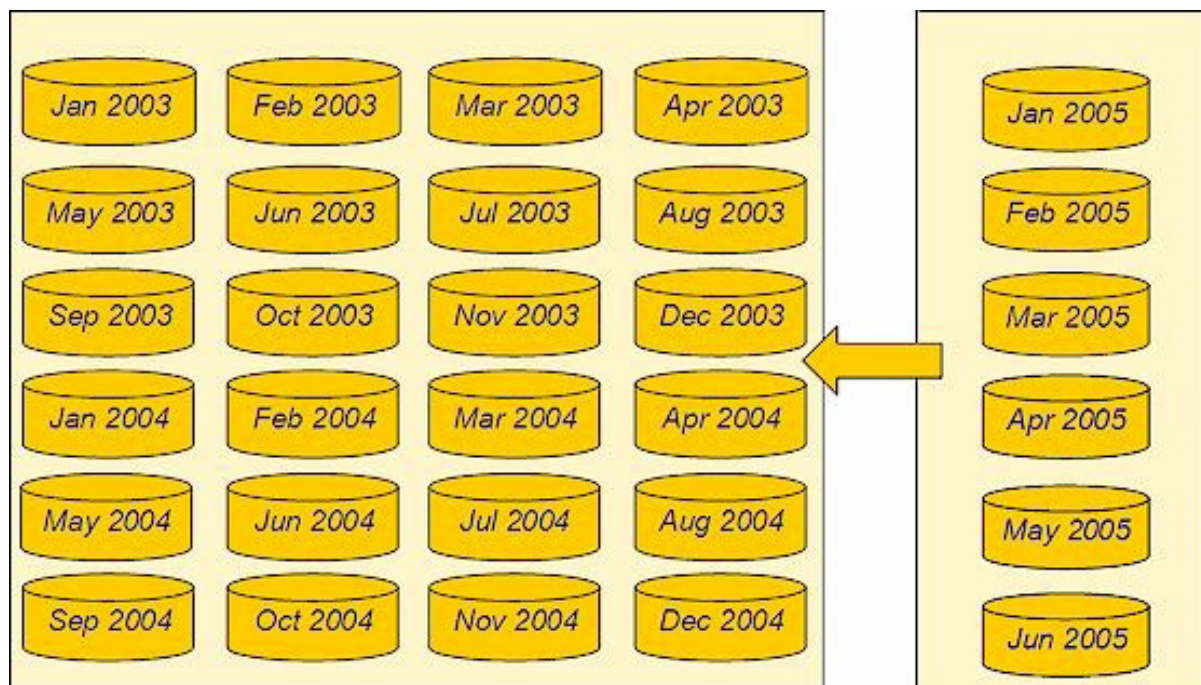 Jan 2003 Feb 2003 Mar 2003 Apr 2003
May 2003 Jun 2003 Jul 2003 Aug 2003
Sep 2003 Oct 2003 Nov 2003 Dec 2003
Jan 2004 Feb 2004 Mar 2004 Apr 2004
May 2004 Jun 2004 Jul 2004 Aug 2004
Sep 2004 Oct 2004 Nov 2004 Dec 2004
Jan 2005
Feb 2005
Mar 2005
Apr 2005
May 2005
Jun 2005